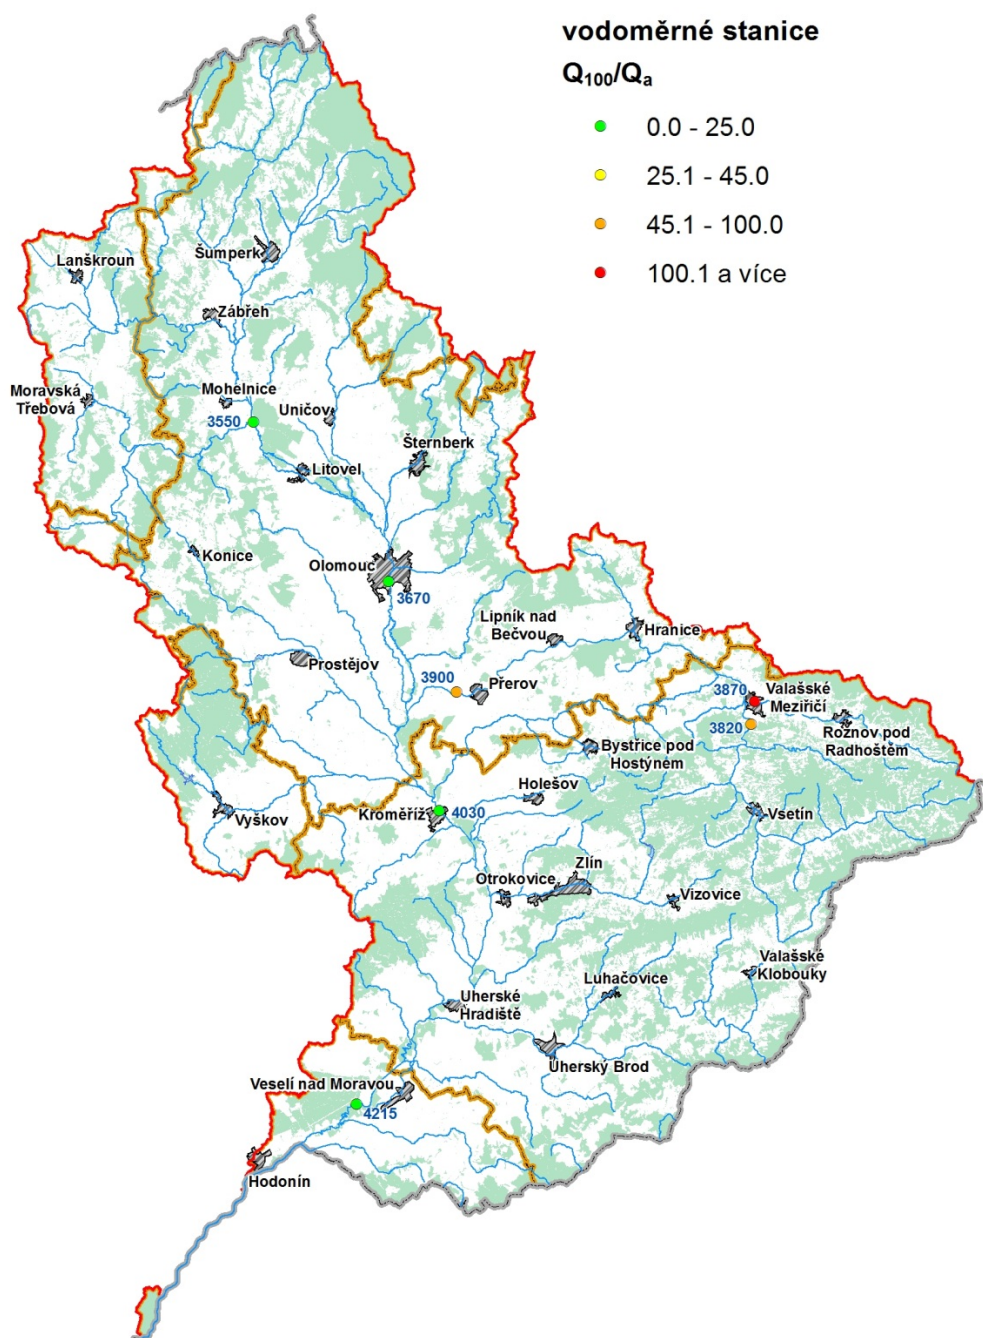 vodoměrné stanice
Q₁₀₀/Qₐ
0.0 - 25.0
25.1 - 45.0
45.1 - 100.0
100.1 a více
Lanškroun
Šumperk
Zábřeh
Moravská
Třebová
Mohelnice
3550
Uničov
Šternberk
Litovel
Konice
Olomouc
3670
Lipník nad
Bečvou
Hranice
Prostějov
3900
Přerov
3870
Valašské
Meziříčí
3820
Rožnov pod
Radhoštěm
Bystřice pod
Hostýnem
Holešov
Vyškov
Kroměříž
4030
Vsetín
Otrokovice
Zlín
Vizovice
Valašské
Klobouky
Luhačovice
Uherské
Hradiště
Uherský Brod
Veselí nad Moravou
4215
Hodonín